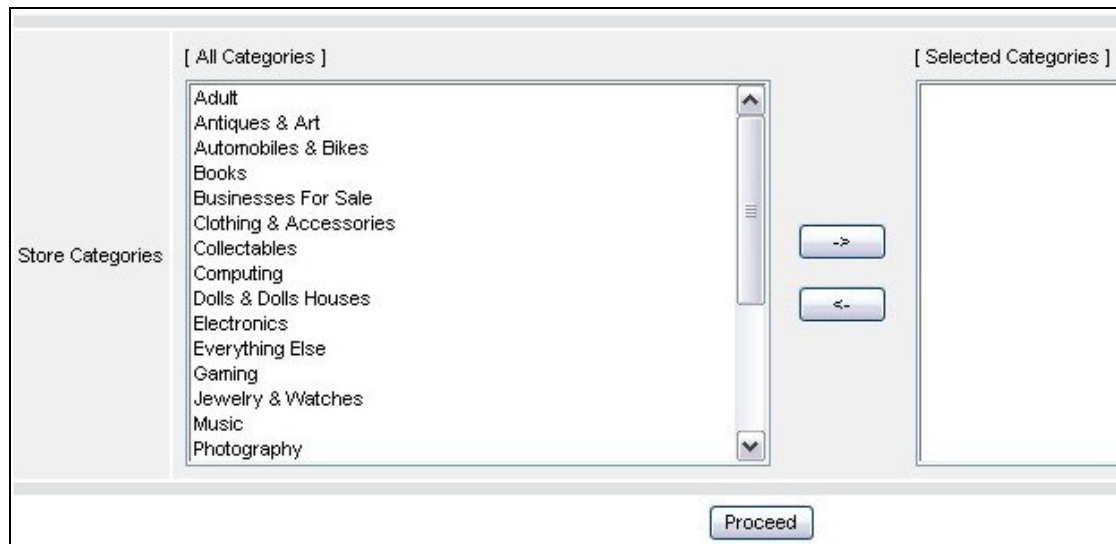 [ All Categories ]
[ Selected Categories ]
Store Categories
Adult
Antiques & Art
Automobiles & Bikes
Books
Businesses For Sale
Clothing & Accessories
Collectables
Computing
Dolls & Dolls Houses
Electronics
Everything Else
Gaming
Jewelry & Watches
Music
Photography
->
<-
Proceed